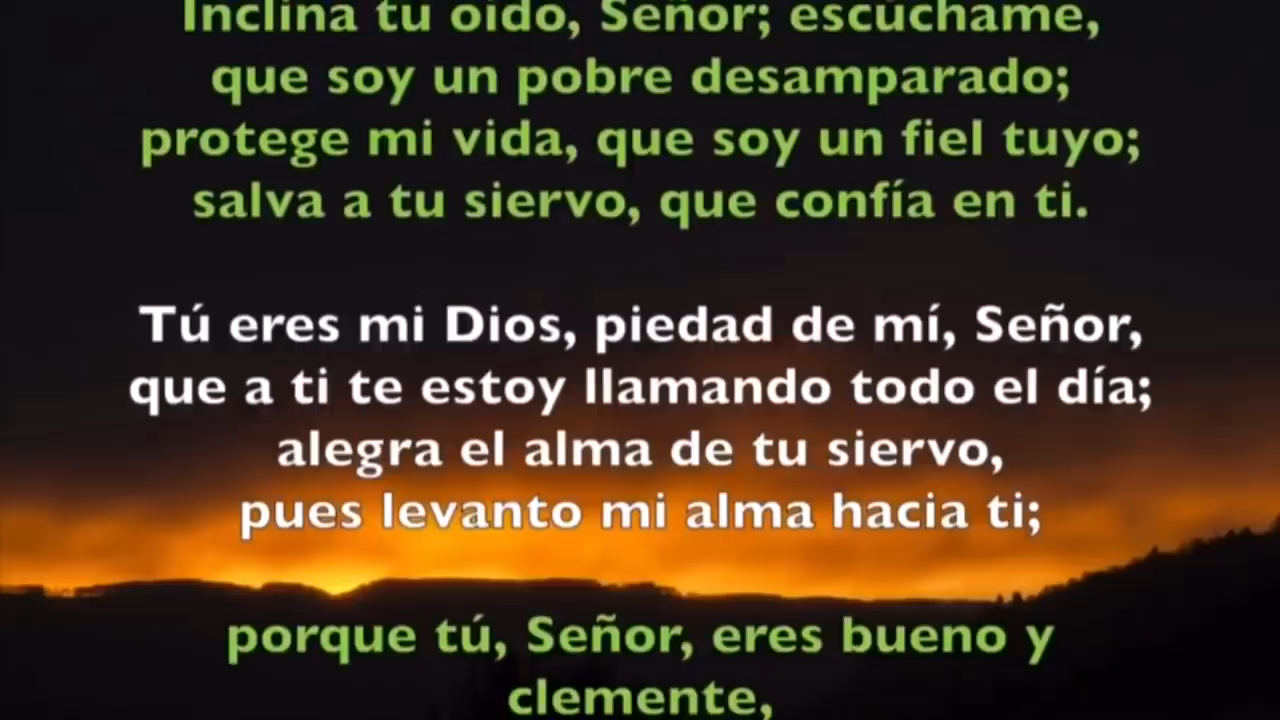 Inclina tu oído, Señor; escúchame,
que soy un pobre desamparado;
protege mi vida, que soy un fiel tuyo;
salva a tu siervo, que confía en ti.
Tú eres mi Dios, piedad de mí, Señor,
que a ti te estoy llamando todo el día;
alegra el alma de tu siervo,
pues levanto mi alma hacia ti;
porque tú, Señor, eres bueno y
clemente,